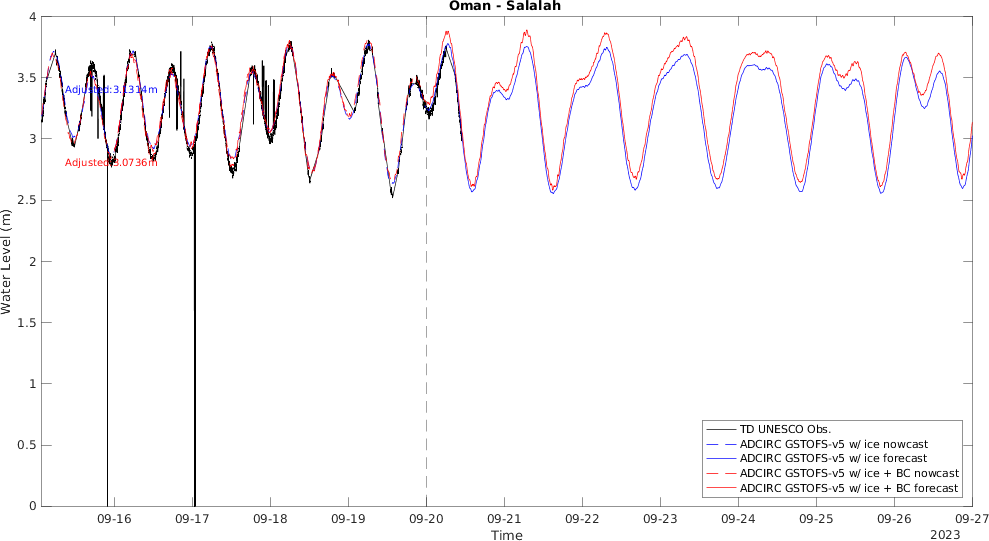 Oman - Salalah
4
3.5
3
2.5
2
1.5
1
0.5
0
Water Level (m)
Adjusted:3.1314m
Adjusted:3.0736m
TD UNESCO Obs.
ADCIRC GSTOFS-v5 w/ ice nowcast
ADCIRC GSTOFS-v5 w/ ice forecast
ADCIRC GSTOFS-v5 w/ ice + BC nowcast
ADCIRC GSTOFS-v5 w/ ice + BC forecast
09-16 09-17 09-18 09-19 09-20 09-21 09-22 09-23 09-24 09-25 09-26 09-27
Time
2023